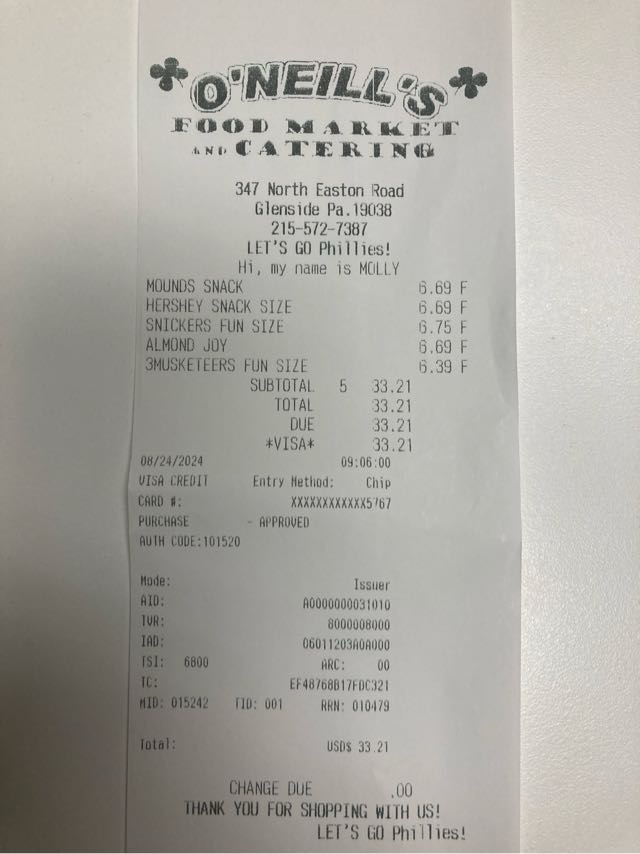 O'NEILL'S
FOOD MARKET
AND CATERING
347 North Easton Road
Glenside Pa.19038
215-572-7387
LET'S GO Phillies!
Hi, my name is MOLLY
MOUNDS SNACK 6.69 F
HERSHEY SNACK SIZE 6.69 F
SNICKERS FUN SIZE 6.75 F
ALMOND JOY 6.69 F
3MUSKETEERS FUN SIZE 6.39 F
SUBTOTAL 5 33.21
TOTAL 33.21
DUE 33.21
*VISA* 33.21
08/24/2024 09:06:00
VISA CREDIT Entry Method: Chip
CARD #: XXXXXXXXXXXX5767
PURCHASE - APPROVED
AUTH CODE:101520
Mode: Issuer
AID: A0000000031010
TVR: 8000008000
IAD: 06011203A0A000
TSI: 6800 ARC: 00
TC: EF48768B17FDC321
MID: 015242 TID: 001 RRN: 010479
Total: USD$ 33.21
CHANGE DUE .00
THANK YOU FOR SHOPPING WITH US!
LET'S GO Phillies!